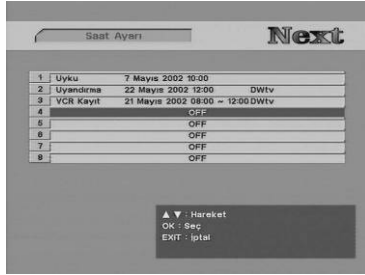 Saat Ayarı
Next
1 Uyku 7 Mayıs 2002 10:00
2 Uyandırma 22 Mayıs 2002 12:00 DWtv
3 VCR Kayıt 21 Mayıs 2002 08:00 ~ 12:00 DWtv
4 OFF
5 OFF
6 OFF
7 OFF
8 OFF
▲ ▼ : Hareket
OK : Seç
EXIT : İptal